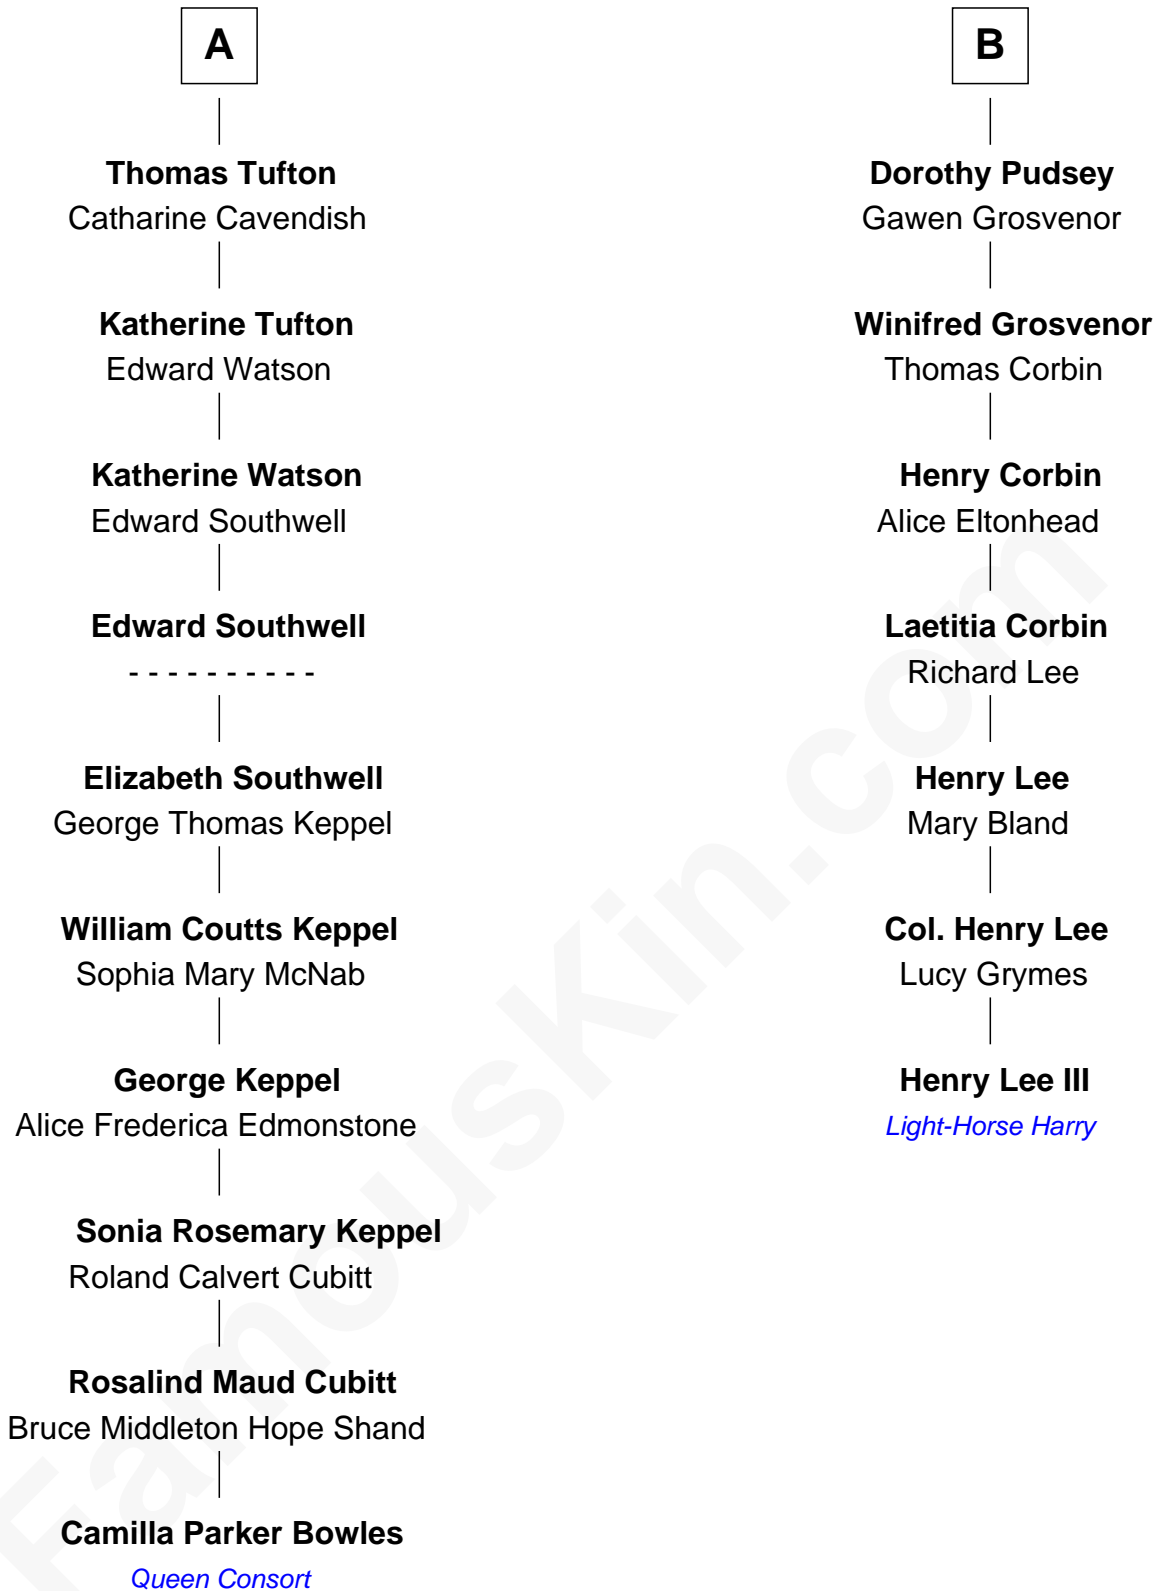 A
Thomas Tufton
Catharine Cavendish
Katherine Tufton
Edward Watson
Katherine Watson
Edward Southwell
Edward Southwell
- - - - - - - - - -
Elizabeth Southwell
George Thomas Keppel
William Coutts Keppel
Sophia Mary McNab
George Keppel
Alice Frederica Edmonstone
Sonia Rosemary Keppel
Roland Calvert Cubitt
Rosalind Maud Cubitt
Bruce Middleton Hope Shand
Camilla Parker Bowles
Queen Consort
B
Dorothy Pudsey
Gawen Grosvenor
Winifred Grosvenor
Thomas Corbin
Henry Corbin
Alice Eltonhead
Laetitia Corbin
Richard Lee
Henry Lee
Mary Bland
Col. Henry Lee
Lucy Grymes
Henry Lee III
Light-Horse Harry
FamousKin.com